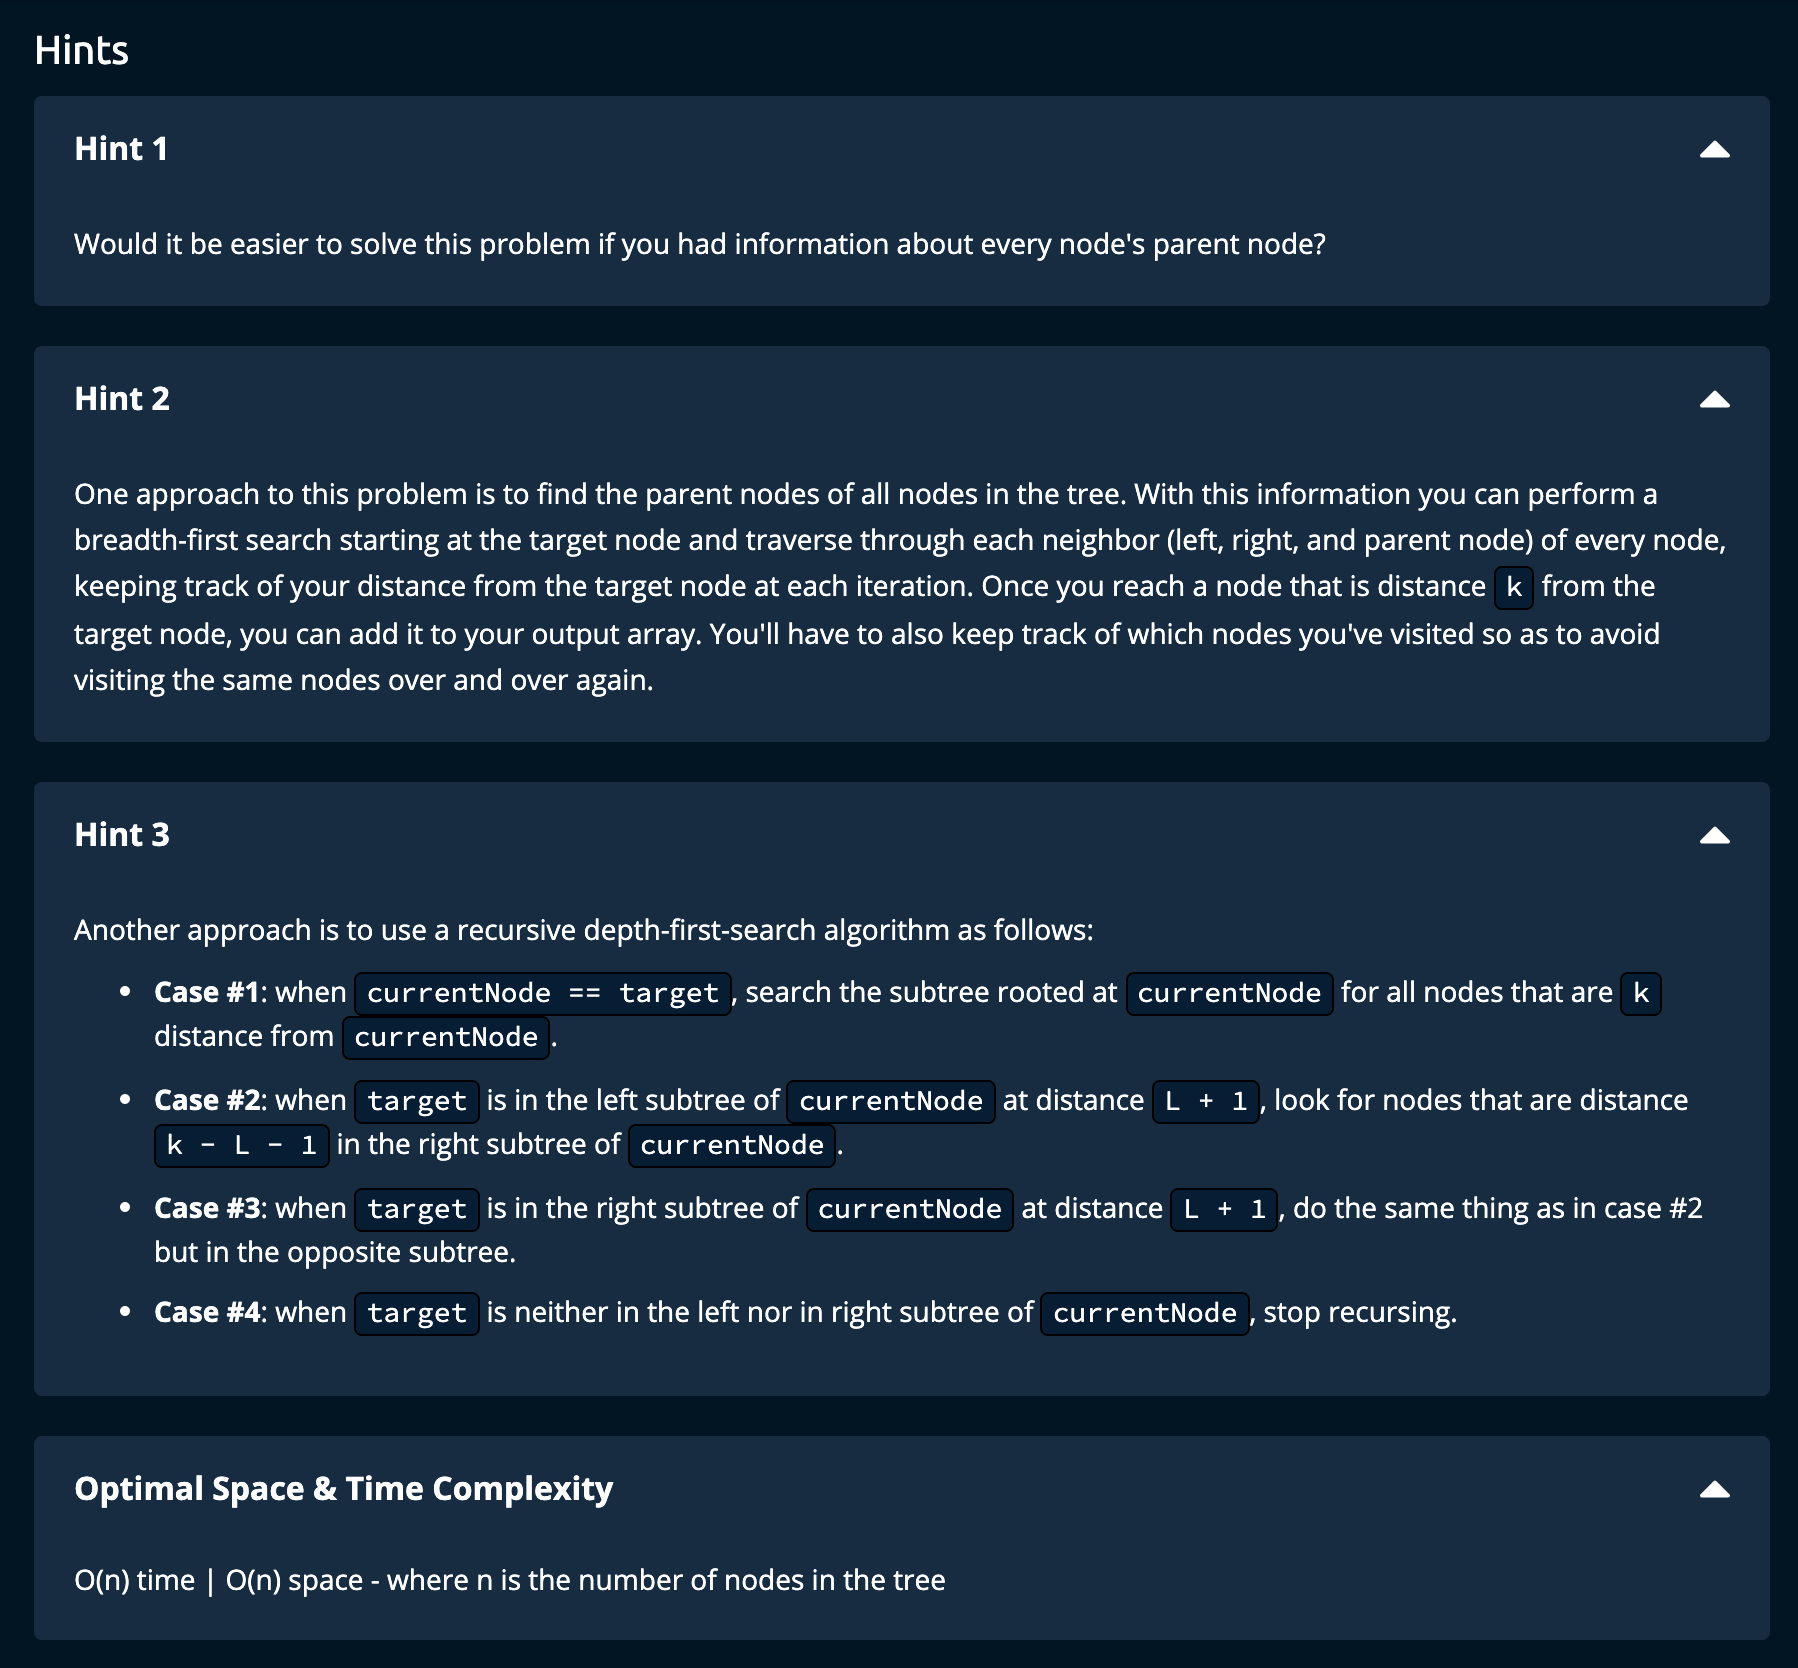 Hints
Hint 1
Would it be easier to solve this problem if you had information about every node's parent node?
Hint 2
One approach to this problem is to find the parent nodes of all nodes in the tree. With this information you can perform a
breadth-first search starting at the target node and traverse through each neighbor (left, right, and parent node) of every node,
keeping track of your distance from the target node at each iteration. Once you reach a node that is distance k from the
target node, you can add it to your output array. You'll have to also keep track of which nodes you've visited so as to avoid
visiting the same nodes over and over again.
Hint 3
Another approach is to use a recursive depth-first-search algorithm as follows:
• Case #1: when currentNode == target, search the subtree rooted at currentNode for all nodes that are k
distance from currentNode.
• Case #2: when target is in the left subtree of currentNode at distance L + 1, look for nodes that are distance
k - L - 1 in the right subtree of currentNode.
• Case #3: when target is in the right subtree of currentNode at distance L + 1, do the same thing as in case #2
but in the opposite subtree.
• Case #4: when target is neither in the left nor in right subtree of currentNode, stop recursing.
Optimal Space & Time Complexity
O(n) time | O(n) space - where n is the number of nodes in the tree